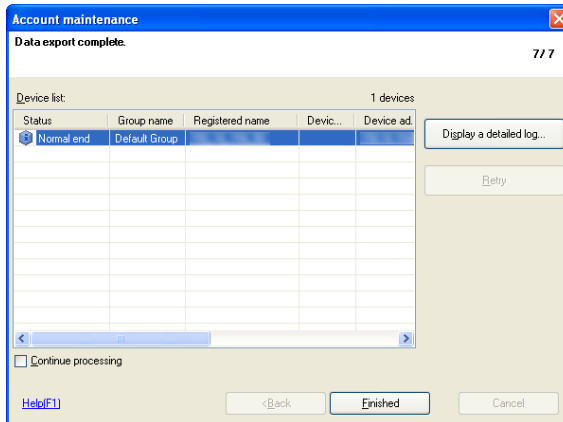 Account maintenance
Data export complete.
7/7
Device list: 1 devices
Status Group name Registered name Devic... Device ad.
Normal end Default Group
Display a detailed log...
Retry
Continue processing
Help(F1) <Back Finished Cancel